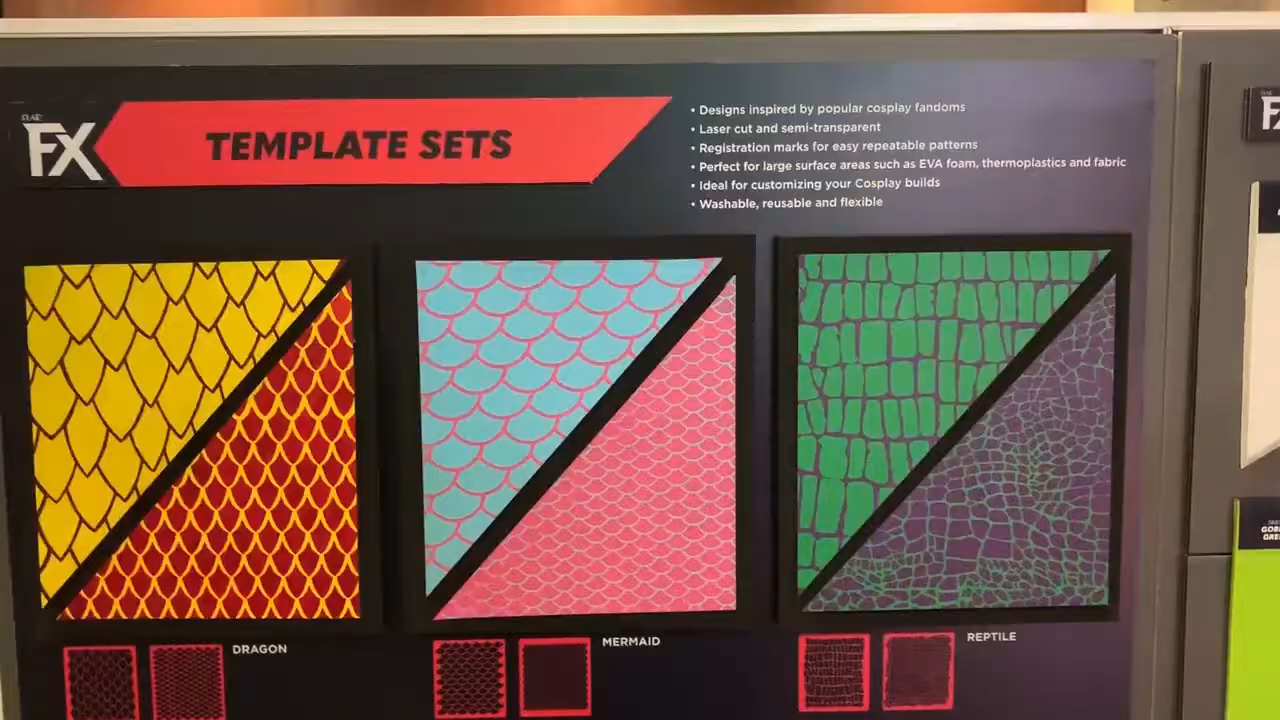 FX
TEMPLATE SETS
• Designs inspired by popular cosplay fandoms
• Laser cut and semi-transparent
• Registration marks for easy repeatable patterns
• Perfect for large surface areas such as EVA foam, thermoplastics and fabric
• Ideal for customizing your Cosplay builds
• Washable, reusable and flexible
DRAGON
MERMAID
REPTILE